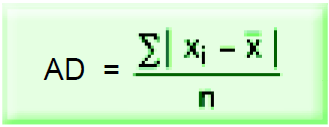 AD = ∑| xᵢ − x̄ | / n